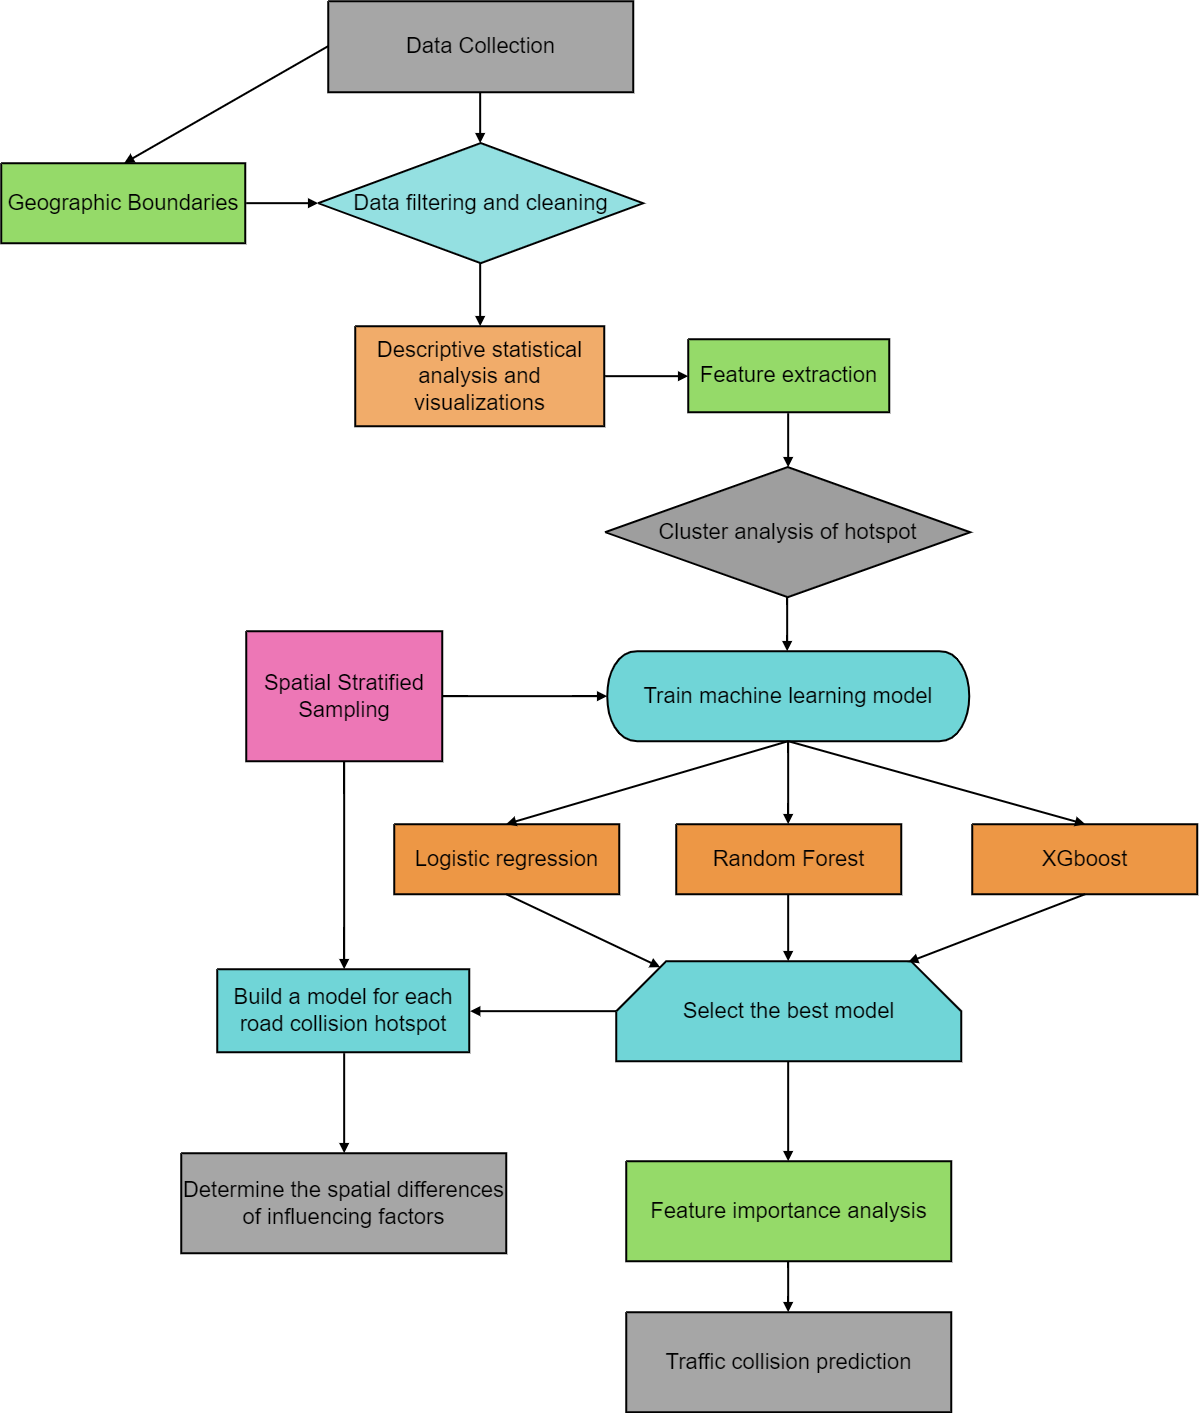 Data Collection
Geographic Boundaries
Data filtering and cleaning
Descriptive statistical
analysis and
visualizations
Feature extraction
Cluster analysis of hotspot
Spatial Stratified
Sampling
Train machine learning model
Logistic regression
Random Forest
XGboost
Build a model for each
road collision hotspot
Select the best model
Determine the spatial differences
of influencing factors
Feature importance analysis
Traffic collision prediction